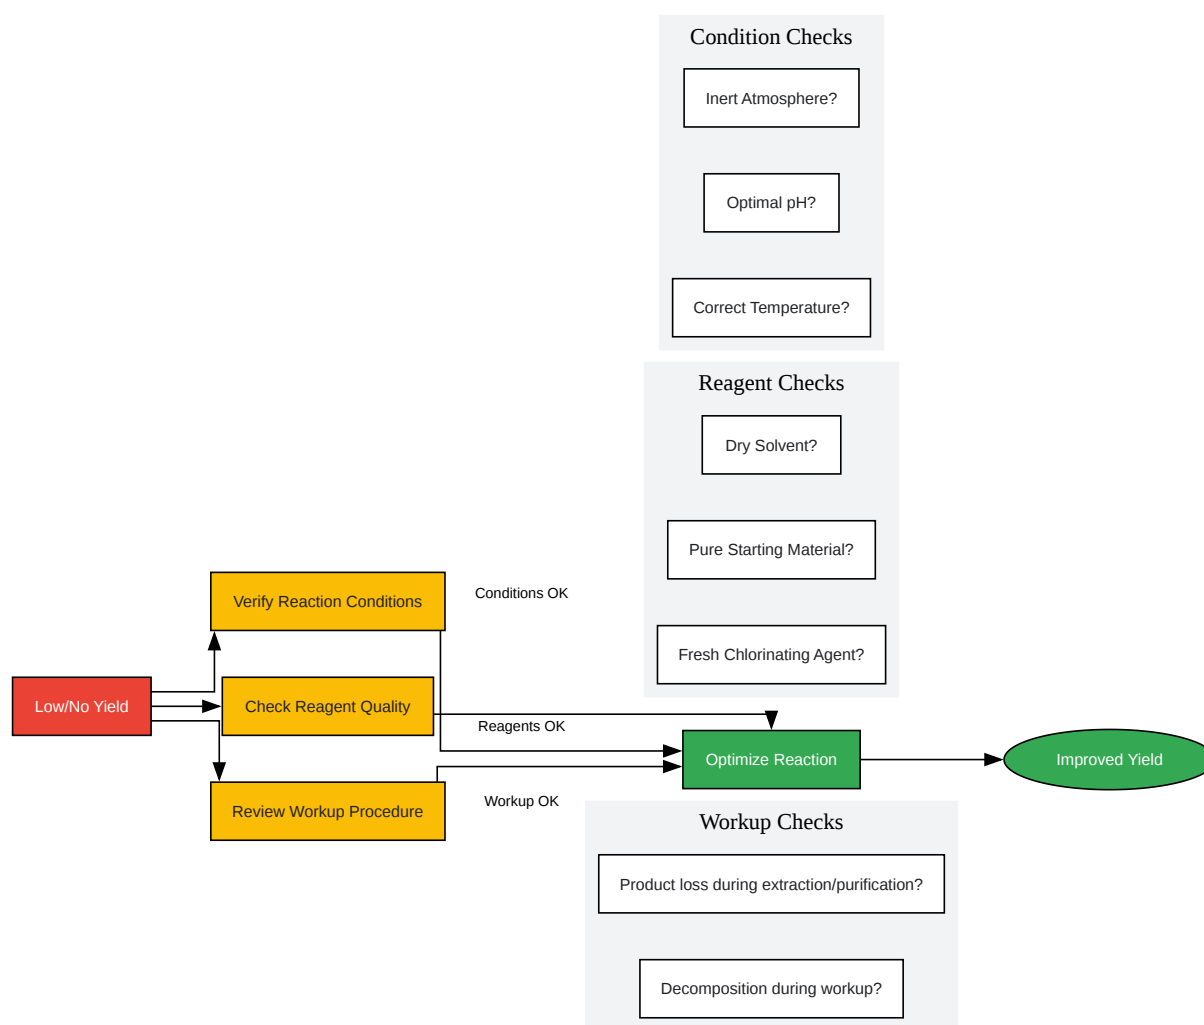 Condition Checks
Inert Atmosphere?
Optimal pH?
Correct Temperature?
Reagent Checks
Dry Solvent?
Pure Starting Material?
Fresh Chlorinating Agent?
Verify Reaction Conditions
Conditions OK
Low/No Yield
Check Reagent Quality
Reagents OK
Optimize Reaction
Improved Yield
Review Workup Procedure
Workup OK
Workup Checks
Product loss during extraction/purification?
Decomposition during workup?